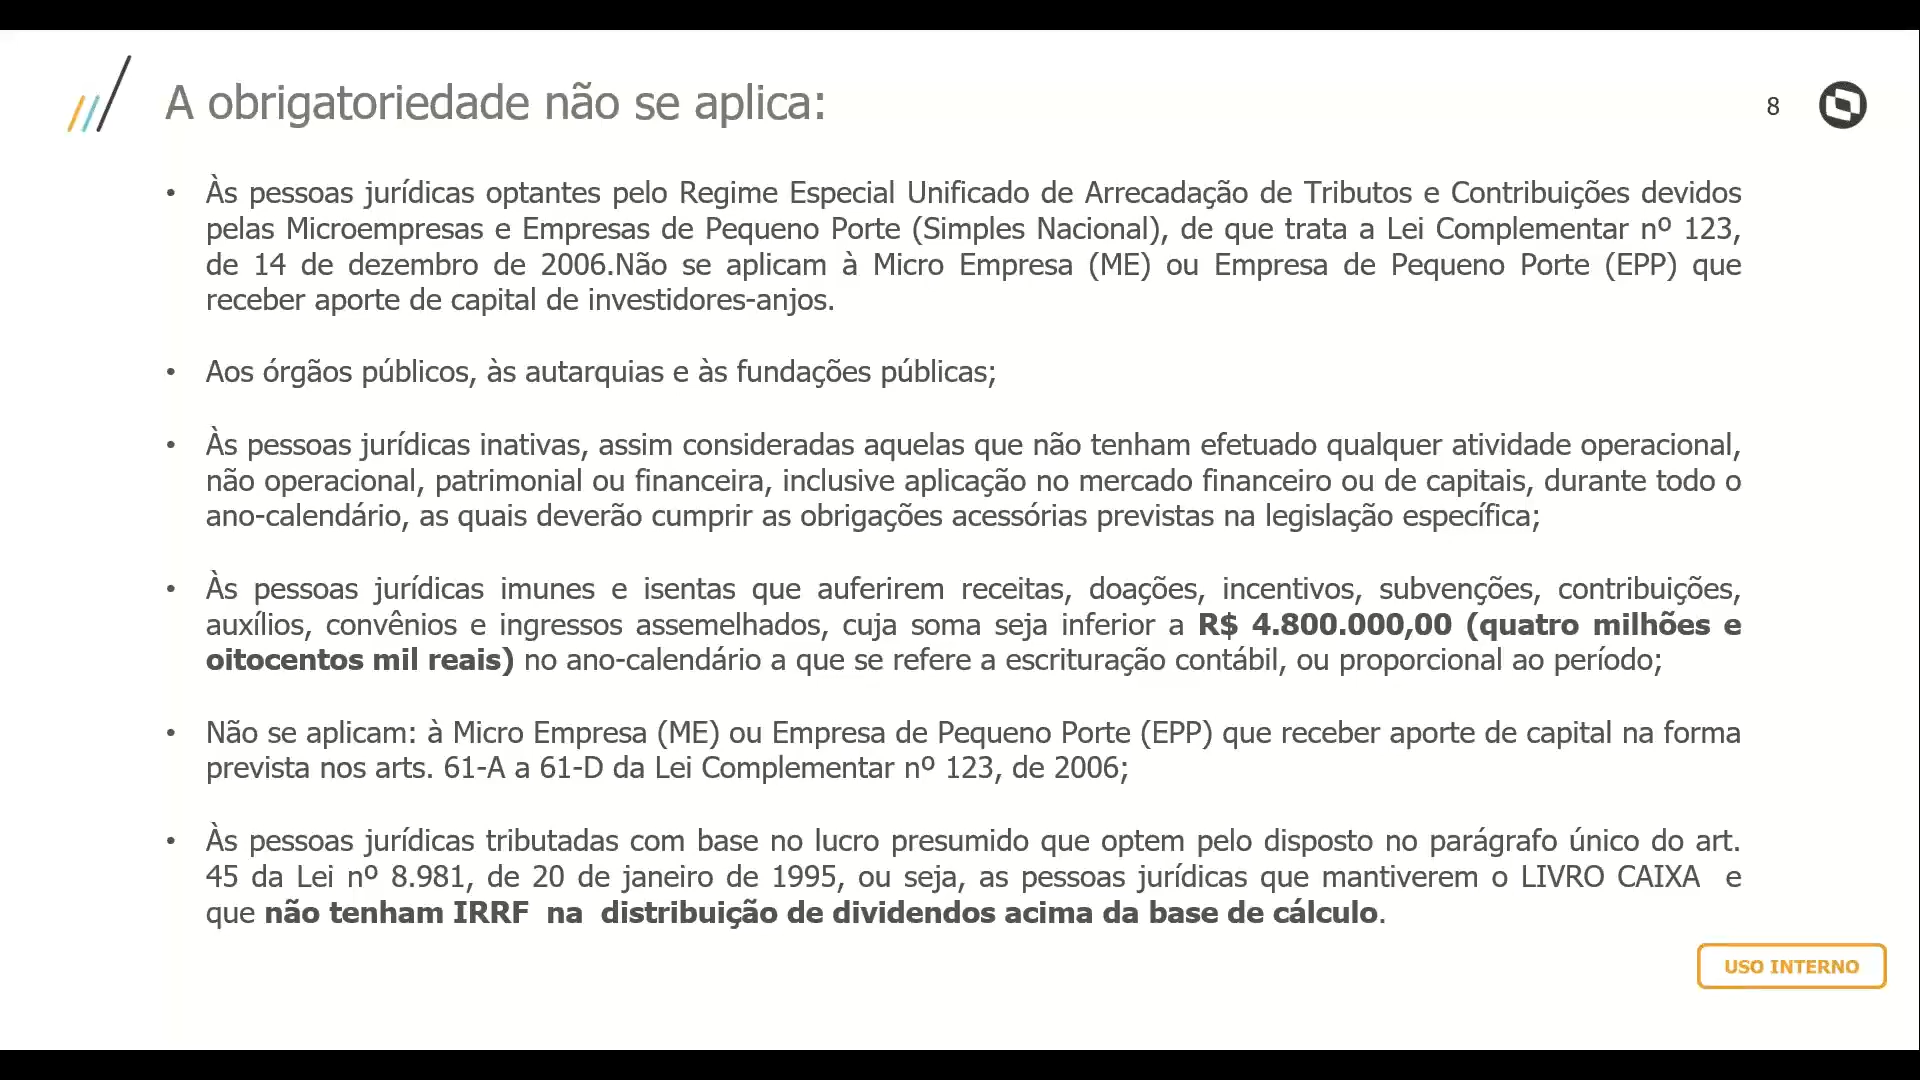 A obrigatoriedade não se aplica:
8
• Às pessoas jurídicas optantes pelo Regime Especial Unificado de Arrecadação de Tributos e Contribuições devidos
pelas Microempresas e Empresas de Pequeno Porte (Simples Nacional), de que trata a Lei Complementar nº 123,
de 14 de dezembro de 2006.Não se aplicam à Micro Empresa (ME) ou Empresa de Pequeno Porte (EPP) que
receber aporte de capital de investidores-anjos.
• Aos órgãos públicos, às autarquias e às fundações públicas;
• Às pessoas jurídicas inativas, assim consideradas aquelas que não tenham efetuado qualquer atividade operacional,
não operacional, patrimonial ou financeira, inclusive aplicação no mercado financeiro ou de capitais, durante todo o
ano-calendário, as quais deverão cumprir as obrigações acessórias previstas na legislação específica;
• Às pessoas jurídicas imunes e isentas que auferirem receitas, doações, incentivos, subvenções, contribuições,
auxílios, convênios e ingressos assemelhados, cuja soma seja inferior a R$ 4.800.000,00 (quatro milhões e
oitocentos mil reais) no ano-calendário a que se refere a escrituração contábil, ou proporcional ao período;
• Não se aplicam: à Micro Empresa (ME) ou Empresa de Pequeno Porte (EPP) que receber aporte de capital na forma
prevista nos arts. 61-A a 61-D da Lei Complementar nº 123, de 2006;
• Às pessoas jurídicas tributadas com base no lucro presumido que optem pelo disposto no parágrafo único do art.
45 da Lei nº 8.981, de 20 de janeiro de 1995, ou seja, as pessoas jurídicas que mantiverem o LIVRO CAIXA e
que não tenham IRRF na distribuição de dividendos acima da base de cálculo.
USO INTERNO